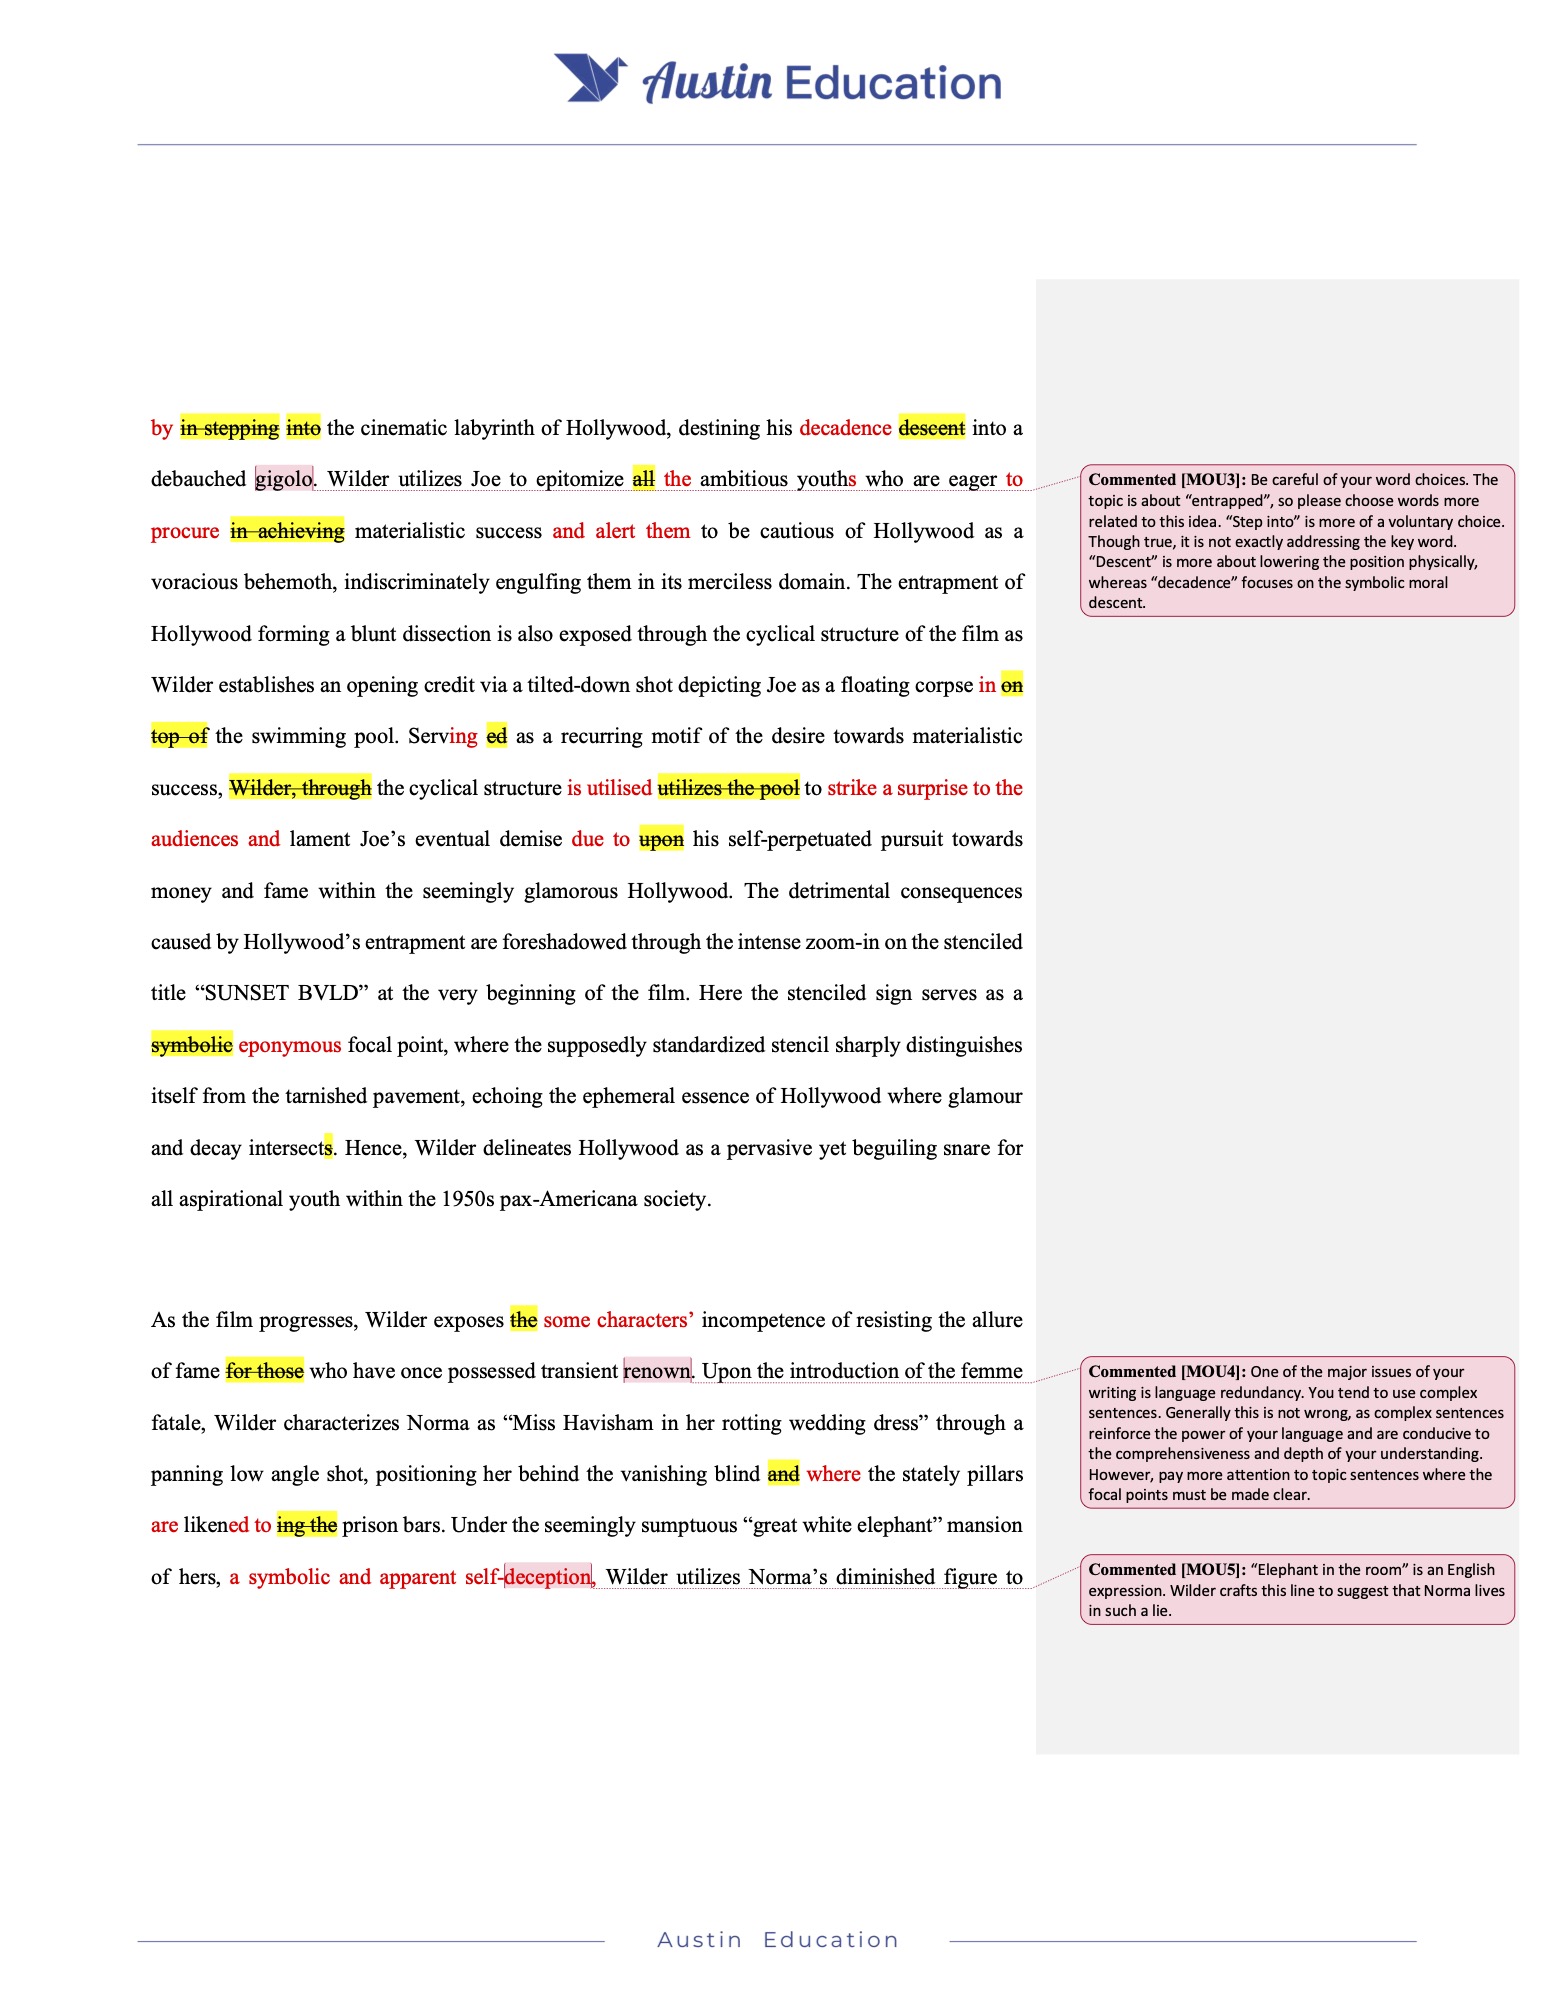 Austin Education
by in stepping into the cinematic labyrinth of Hollywood, destining his decadence descent into a
debauched gigolo. Wilder utilizes Joe to epitomize all the ambitious youths who are eager to
procure in achieving materialistic success and alert them to be cautious of Hollywood as a
voracious behemoth, indiscriminately engulfing them in its merciless domain. The entrapment of
Hollywood forming a blunt dissection is also exposed through the cyclical structure of the film as
Wilder establishes an opening credit via a tilted-down shot depicting Joe as a floating corpse in on
top of the swimming pool. Serving ed as a recurring motif of the desire towards materialistic
success, Wilder, through the cyclical structure is utilised utilizes the pool to strike a surprise to the
audiences and lament Joe’s eventual demise due to upon his self-perpetuated pursuit towards
money and fame within the seemingly glamorous Hollywood. The detrimental consequences
caused by Hollywood’s entrapment are foreshadowed through the intense zoom-in on the stenciled
title “SUNSET BVLD” at the very beginning of the film. Here the stenciled sign serves as a
symbolic eponymous focal point, where the supposedly standardized stencil sharply distinguishes
itself from the tarnished pavement, echoing the ephemeral essence of Hollywood where glamour
and decay intersects. Hence, Wilder delineates Hollywood as a pervasive yet beguiling snare for
all aspirational youth within the 1950s pax-Americana society.
As the film progresses, Wilder exposes the some characters’ incompetence of resisting the allure
of fame for those who have once possessed transient renown. Upon the introduction of the femme
fatale, Wilder characterizes Norma as “Miss Havisham in her rotting wedding dress” through a
panning low angle shot, positioning her behind the vanishing blind and where the stately pillars
are likened to ing the prison bars. Under the seemingly sumptuous “great white elephant” mansion
of hers, a symbolic and apparent self-deception, Wilder utilizes Norma’s diminished figure to
Commented [MOU3]: Be careful of your word choices. The
topic is about “entrapped”, so please choose words more
related to this idea. “Step into” is more of a voluntary choice.
Though true, it is not exactly addressing the key word.
“Descent” is more about lowering the position physically,
whereas “decadence” focuses on the symbolic moral
descent.
Commented [MOU4]: One of the major issues of your
writing is language redundancy. You tend to use complex
sentences. Generally this is not wrong, as complex sentences
reinforce the power of your language and are conducive to
the comprehensiveness and depth of your understanding.
However, pay more attention to topic sentences where the
focal points must be made clear.
Commented [MOU5]: “Elephant in the room” is an English
expression. Wilder crafts this line to suggest that Norma lives
in such a lie.
Austin Education